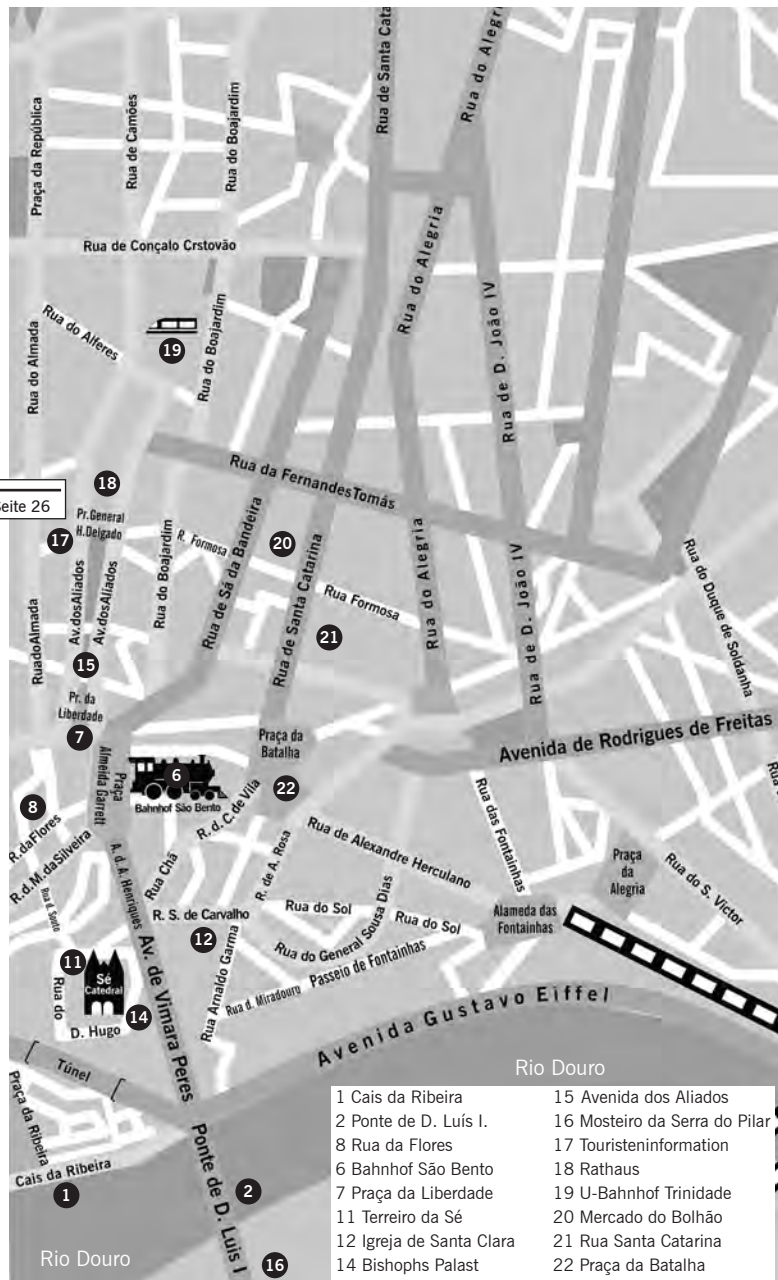 Rua de Santa Cata
Rua do Alegri
Praça da República
Rua de Camões
Rua do Boajardim
Rua de Conçalo Crstovão
Rua do Alegria
Rua do Alferes
19
Rua do Boajardim
Rua do Almada
Rua de D. João IV
Rua da FernandesTomás
18
Seite 26
Pr.General
H.Delgado
17
R. Formosa
20
Rua do Boajardim
Rua de Sã da Bandeira
Rua de Santa Catarina
Rua Formosa
Rua do Alegria
Rua de D. João IV
Rua do Duque de Soldanha
Av.dosAliados
Av.dosAliados
RuadoAlmada
21
15
Pr. da
Liberdade
7
Praça da
Batalha
Avenida de Rodrigues de Freitas
Praça
Almeida Garrett
6
Bahnhof São Bento
22
8
R.daFlores
R.d.M.daSilveira
R. d. C. de Vila
Rua de Alexandre Herculano
Rua das Fontainhas
Praça
da
Alegria
Rua do S. Victor
Rua d. Souto
A. d. A. Henriques
Rua Chã
R. de A. Rosa
R. S. de Carvalho
12
Rua do Sol
Rua do Sol
Rua do General Sousa Dias
Alameda das
Fontainhas
11
Sé
Catedral
Rua do
D. Hugo
14
Av. de Vimara Peres
Rua Arnaldo Garma
Rua d. Miradouro
Passeio de Fontainhas
Avenida Gustavo Eiffel
Túnel
Praça da Ribeira
Cais da Ribeira
1
Ponte de D. Luis I
2
16
Rio Douro
Rio Douro
1 Cais da Ribeira
2 Ponte de D. Luís I.
8 Rua da Flores
6 Bahnhof São Bento
7 Praça da Liberdade
11 Terreiro da Sé
12 Igreja de Santa Clara
14 Bishophs Palast
15 Avenida dos Aliados
16 Mosteiro da Serra do Pilar
17 Touristeninformation
18 Rathaus
19 U-Bahnhof Trinidade
20 Mercado do Bolhão
21 Rua Santa Catarina
22 Praça da Batalha